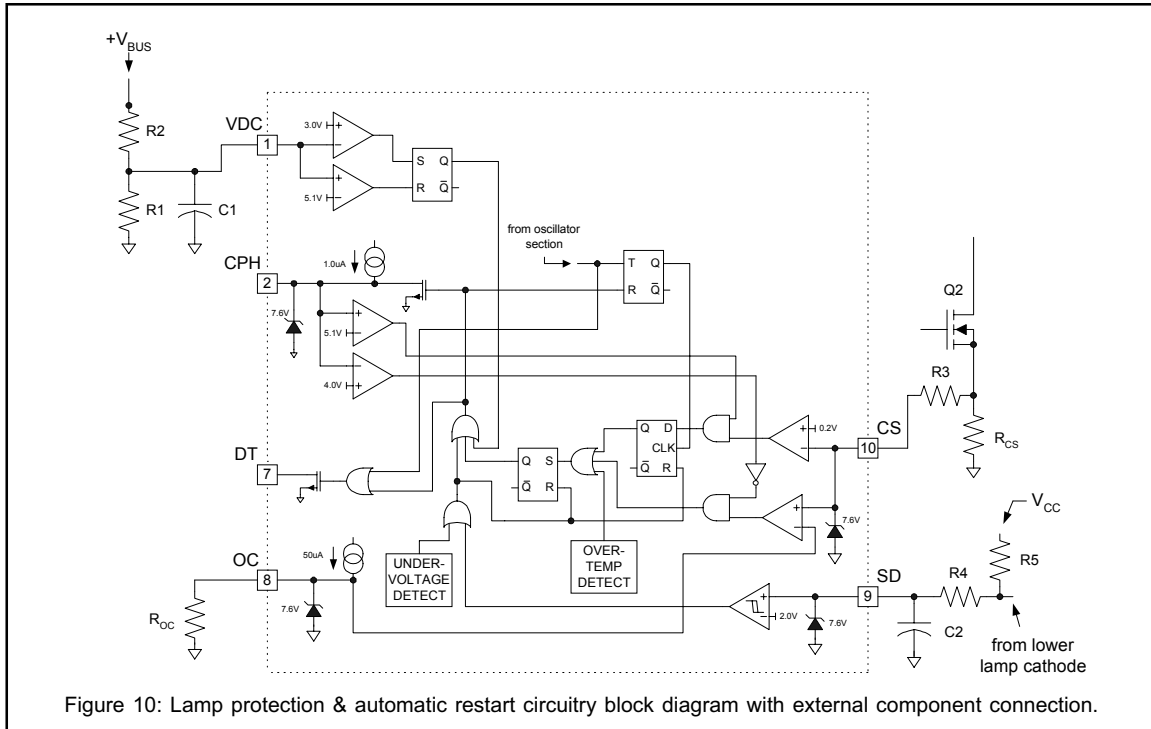 +V BUS
R2
R1
C1
VDC
1
3.0V
+
−
+
5.1V
−
S Q
R Q̅
from oscillator
section
T Q
R Q̅
CPH
2
1.0uA
7.6V
+
5.1V
−
−
4.0V
+
Q2
R3
R CS
CS
10
+
0.2V
−
Q D
CLK
Q̅ R
Q S
Q̅ R
DT
7
+
−
7.6V
V CC
R5
OC
8
50uA
R OC
7.6V
UNDER-
VOLTAGE
DETECT
OVER-
TEMP
DETECT
+
−
2.0V
7.6V
SD
9
R4
C2
from lower
lamp cathode
Figure 10: Lamp protection & automatic restart circuitry block diagram with external component connection.